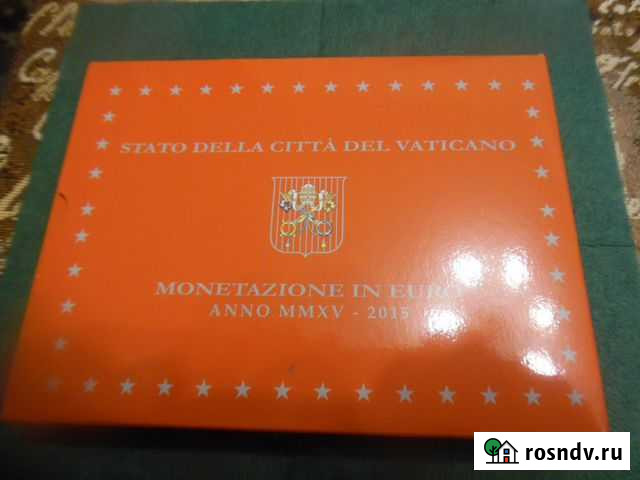 STATO DELLA CITTÀ DEL VATICANO
MONETAZIONE IN EURO
ANNO MMXV - 2015
rosndv.ru